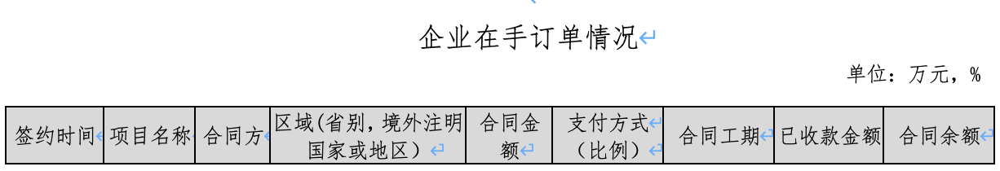 企业在手订单情况
单位：万元，%
签约时间
项目名称
合同方
区域(省别，境外注明
国家或地区）
合同金
额
支付方式
（比例）
合同工期
已收款金额
合同余额